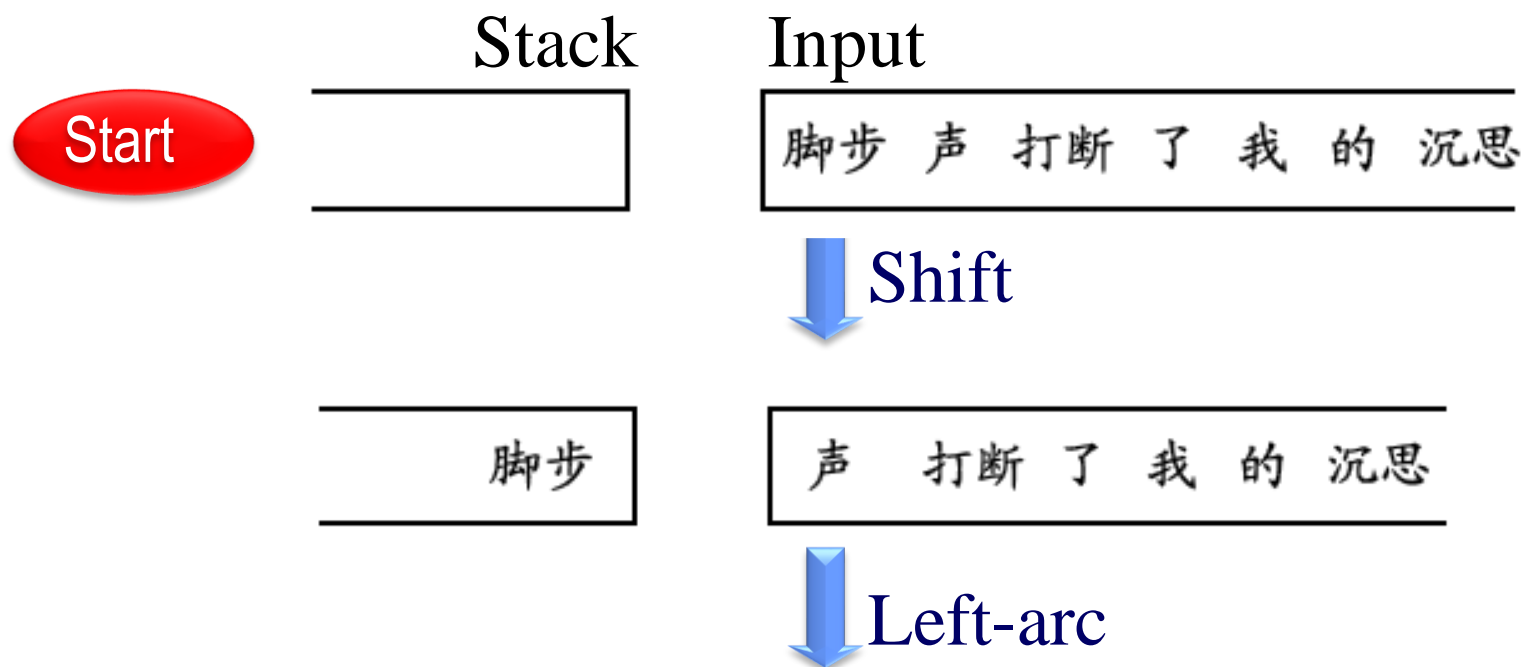 Stack Input
Start
脚步 声 打断 了 我 的 沉思
Shift
脚步 声 打断 了 我 的 沉思
Left-arc